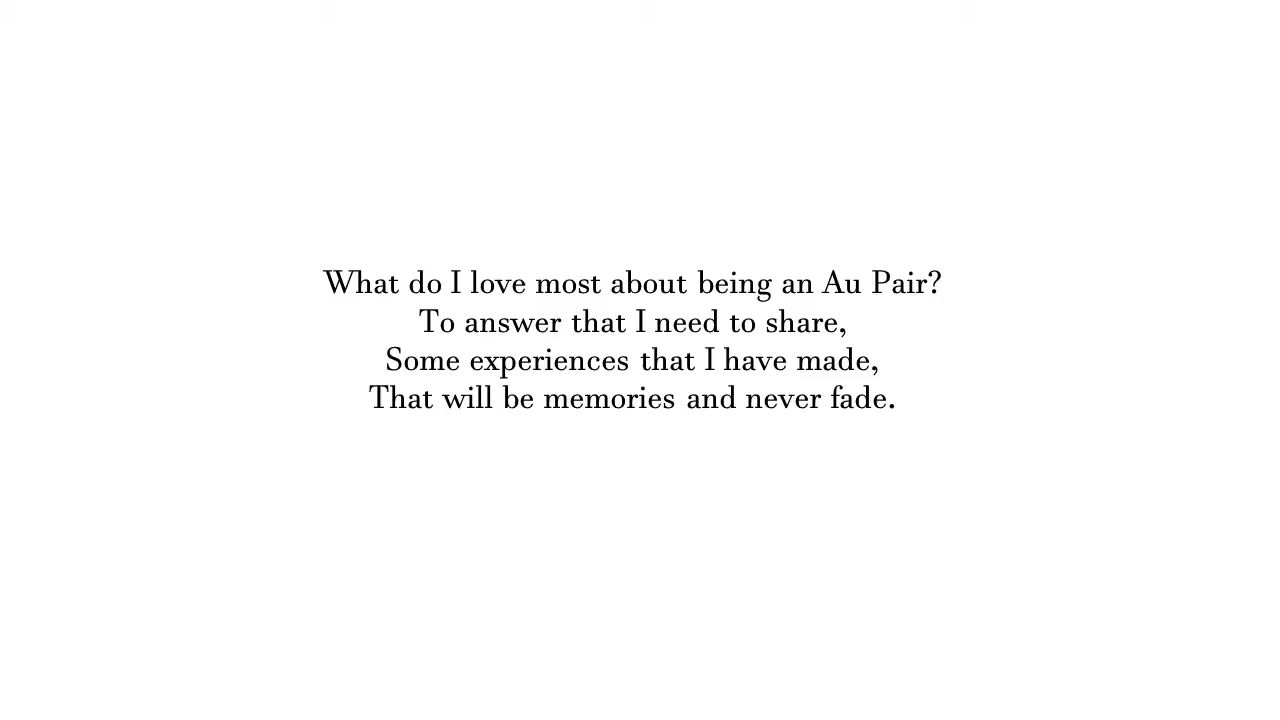 What do I love most about being an Au Pair?
To answer that I need to share,
Some experiences that I have made,
That will be memories and never fade.